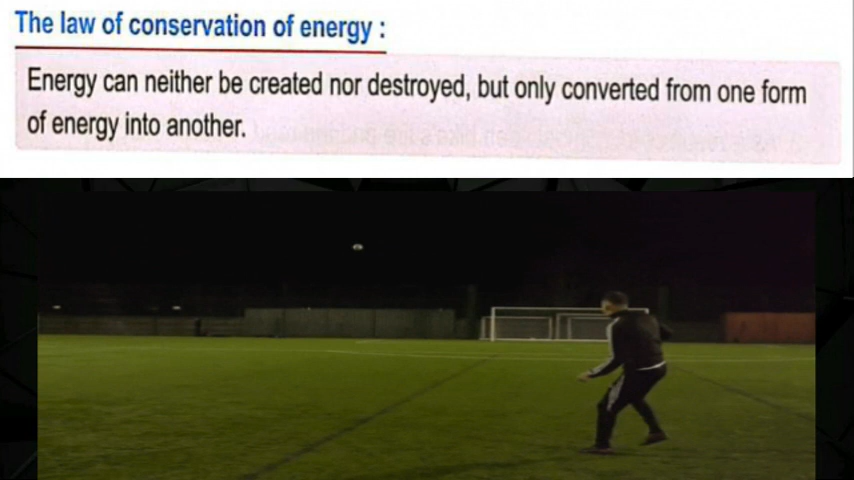 The law of conservation of energy :
Energy can neither be created nor destroyed, but only converted from one form
of energy into another.